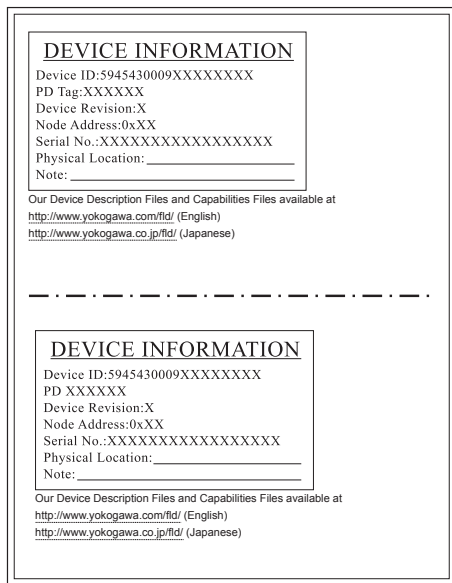 DEVICE INFORMATION
Device ID:5945430009XXXXXXXX
PD Tag:XXXXXX
Device Revision:X
Node Address:0xXX
Serial No.:XXXXXXXXXXXXXXXXX
Physical Location:
Note:
Our Device Description Files and Capabilities Files available at
http://www.yokogawa.com/fld/ (English)
http://www.yokogawa.co.jp/fld/ (Japanese)
DEVICE INFORMATION
Device ID:5945430009XXXXXXXX
PD XXXXXX
Device Revision:X
Node Address:0xXX
Serial No.:XXXXXXXXXXXXXXXXX
Physical Location:
Note:
Our Device Description Files and Capabilities Files available at
http://www.yokogawa.com/fld/ (English)
http://www.yokogawa.co.jp/fld/ (Japanese)